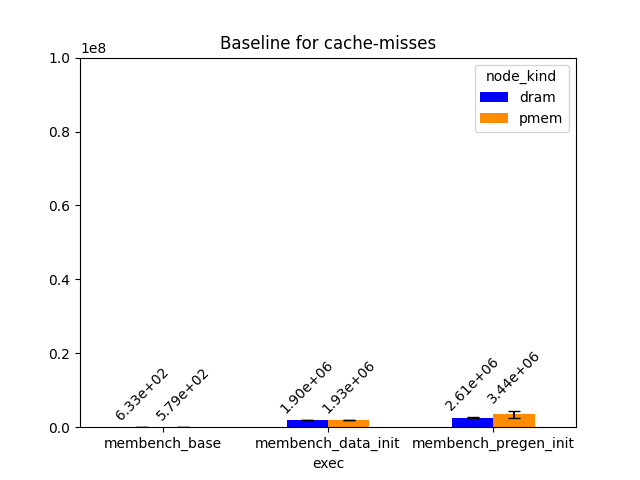 Baseline for cache-misses
1e8
1.0
0.8
0.6
0.4
0.2
0.0
node_kind
dram
pmem
6.33e+02
5.79e+02
1.90e+06
1.93e+06
2.61e+06
3.44e+06
membench_base
membench_data_init
membench_pregen_init
exec